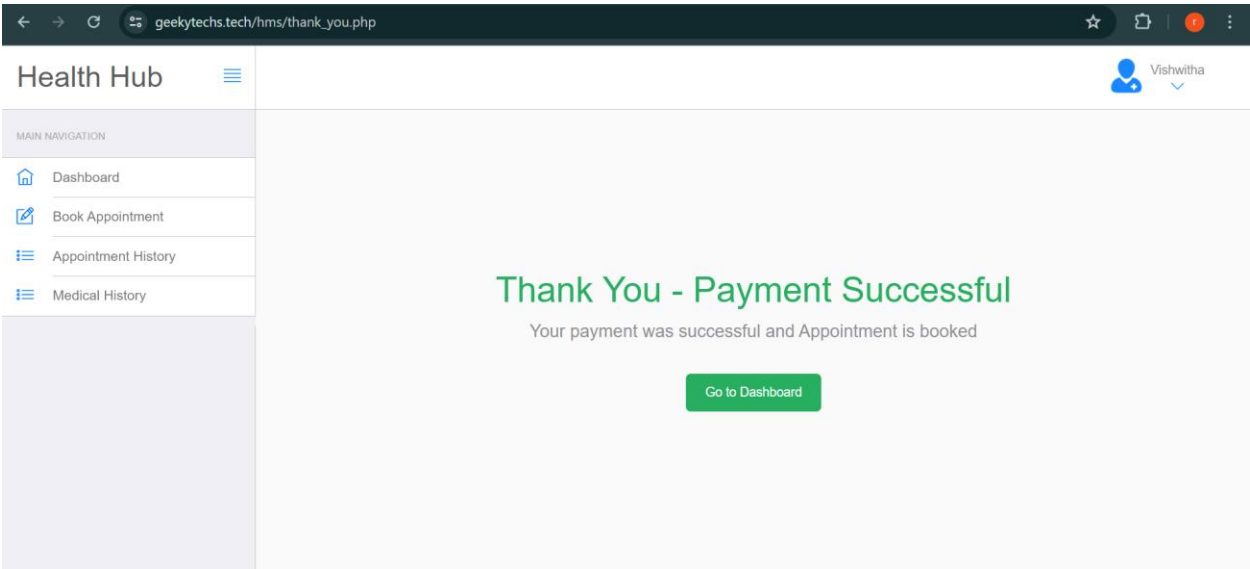 geekytechs.tech/hms/thank_you.php
r
Health Hub
Vishwitha
MAIN NAVIGATION
Dashboard
Book Appointment
Appointment History
Medical History
Thank You - Payment Successful
Your payment was successful and Appointment is booked
Go to Dashboard